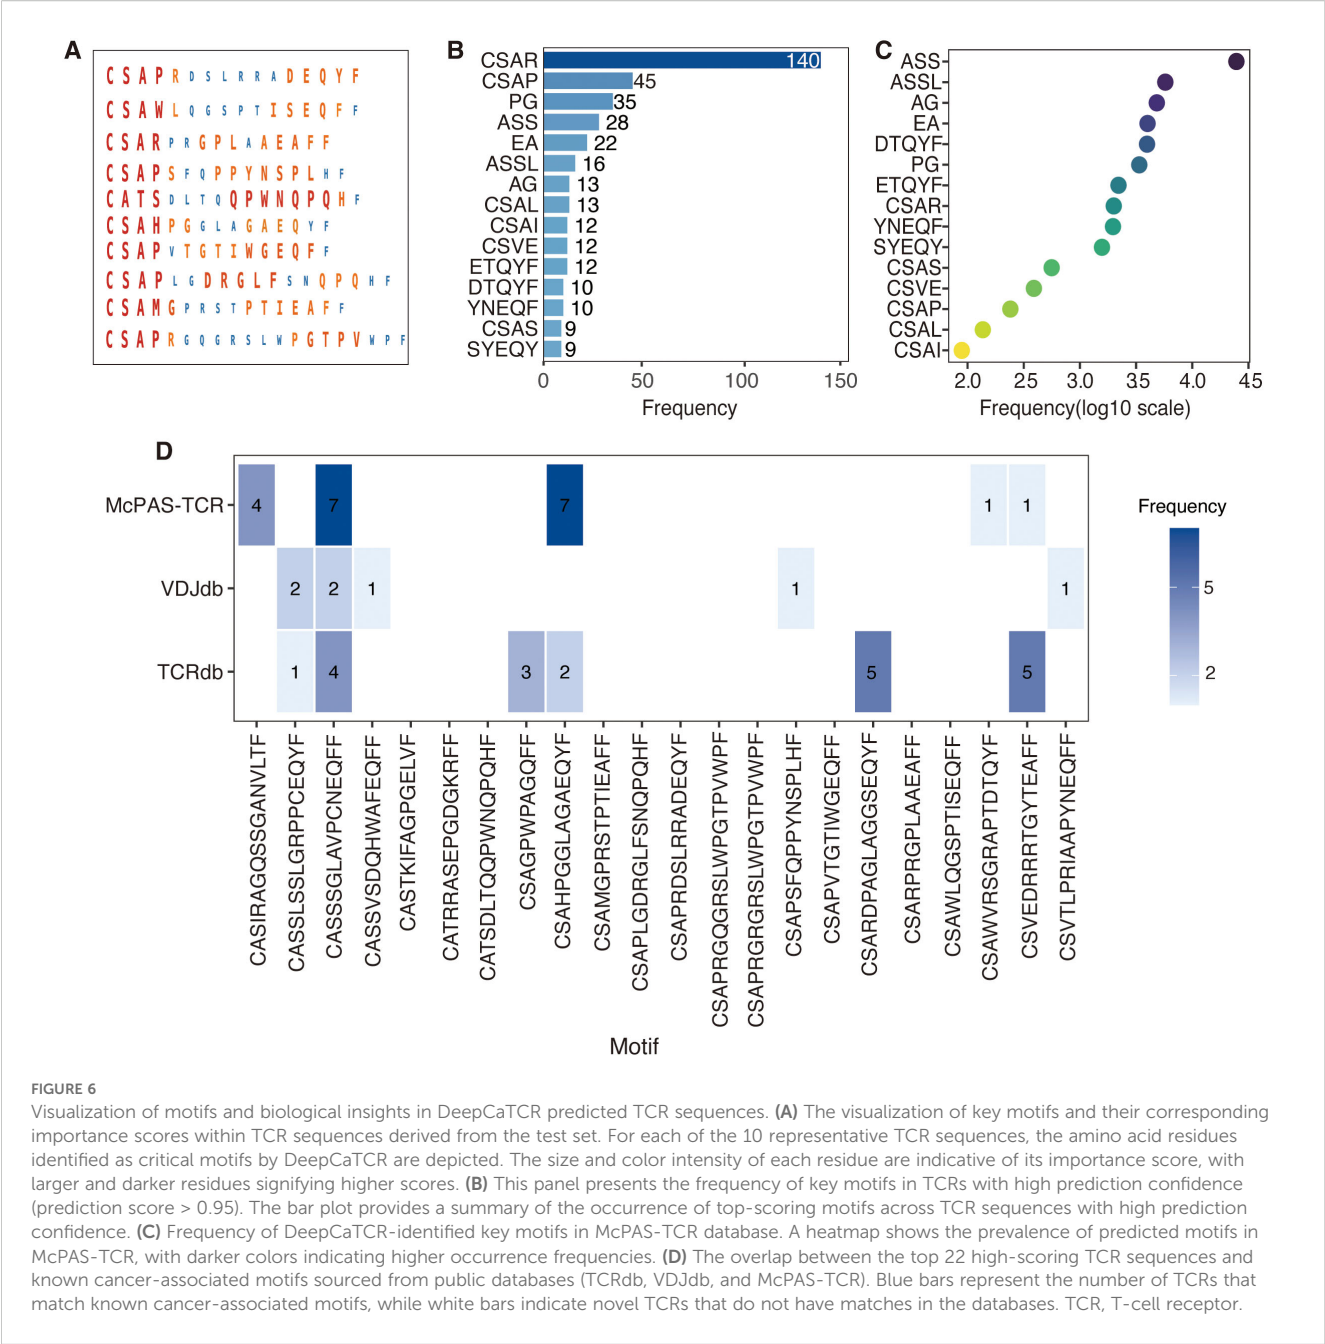 A
CSAPRDSLRRADEQYF
CSAWLQGSPTISEQFF
CSARPRGPLAAEAFF
CSAPSFQPPYNSPLHF
CATSDLTQQPWNQPQHF
CSAHPGGLAGAEQYF
CSAPVTGTIWGEQFF
CSAPLGDRGLFSNQPQHF
CSAMGPRSTPTIEAFF
CSAPRGQGRSLWPGTPVWPF
B
CSAR 140
CSAP 45
PG 35
ASS 28
EA 22
ASSL 16
AG 13
CSAL 13
CSAI 12
CSVE 12
ETQYF 12
DTQYF 10
YNEQF 10
CSAS 9
SYEQY 9
0 50 100 150
Frequency
C
ASS
ASSL
AG
EA
DTQYF
PG
ETQYF
CSAR
YNEQF
SYEQY
CSAS
CSVE
CSAP
CSAL
CSAI
2.0 2.5 3.0 3.5 4.0 45
Frequency(log10 scale)
D
McPAS-TCR 4 7 7 1 1
VDJdb 2 2 1 1 1
TCRdb 1 4 3 2 5 5
CASIRAGQSSGANVLTF
CASSLSSLGRPPCEQYF
CASSSGLAVPCNEQFF
CASSVSDQHWAFEQFF
CASTKIFAGPGELVF
CATRRASEPGDGKRFF
CATSDLTQQPWNQPQHF
CSAGPWPAGQFF
CSAHPGGLAGAEQYF
CSAMGPRSTPTIEAFF
CSAPLGDRGLFSNQPQHF
CSAPRDSLRRADEQYF
CSAPRGQGRSLWPGTPVWPF
CSAPRGRGRSLWPGTPVWPF
CSAPSFQPPYNSPLHF
CSAPVTGTIWGEQFF
CSARDPAGLAGGSEQYF
CSARPRGPLAAEAFF
CSAWLQGSPTISEQFF
CSAWVRSGRAPTDTQYF
CSVEDRRRTGYTEAFF
CSVTLPRIAAPYNEQFF
Motif
Frequency
5
2
FIGURE 6
Visualization of motifs and biological insights in DeepCaTCR predicted TCR sequences. (A) The visualization of key motifs and their corresponding
importance scores within TCR sequences derived from the test set. For each of the 10 representative TCR sequences, the amino acid residues
identified as critical motifs by DeepCaTCR are depicted. The size and color intensity of each residue are indicative of its importance score, with
larger and darker residues signifying higher scores. (B) This panel presents the frequency of key motifs in TCRs with high prediction confidence
(prediction score > 0.95). The bar plot provides a summary of the occurrence of top-scoring motifs across TCR sequences with high prediction
confidence. (C) Frequency of DeepCaTCR-identified key motifs in McPAS-TCR database. A heatmap shows the prevalence of predicted motifs in
McPAS-TCR, with darker colors indicating higher occurrence frequencies. (D) The overlap between the top 22 high-scoring TCR sequences and
known cancer-associated motifs sourced from public databases (TCRdb, VDJdb, and McPAS-TCR). Blue bars represent the number of TCRs that
match known cancer-associated motifs, while white bars indicate novel TCRs that do not have matches in the databases. TCR, T-cell receptor.